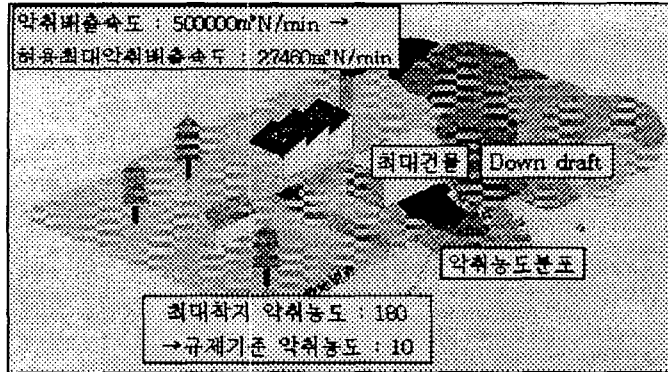 악취배출속도 : 500000m³N/min →
허용최대악취배출속도 : 27460m³N/min
최대건물
Down draft
악취농도분포
최대착지 악취농도 : 180
→규제기준 악취농도 : 10